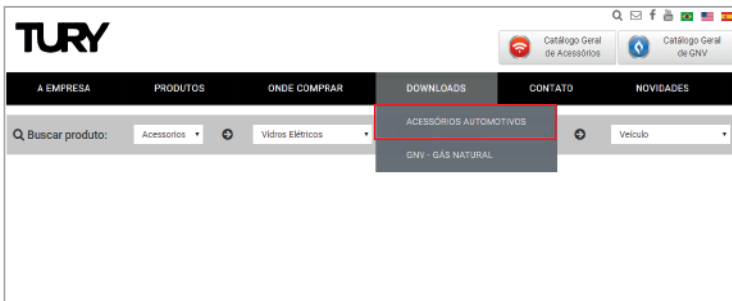 TURY
Catálogo Geral
de Acessórios
Catálogo Geral
de GNV
A EMPRESA PRODUTOS ONDE COMPRAR DOWNLOADS CONTATO NOVIDADES
ACESSÓRIOS AUTOMOTIVOS
GNV - GÁS NATURAL
Buscar produto: Acessorios Vidros Elétricos Veículo